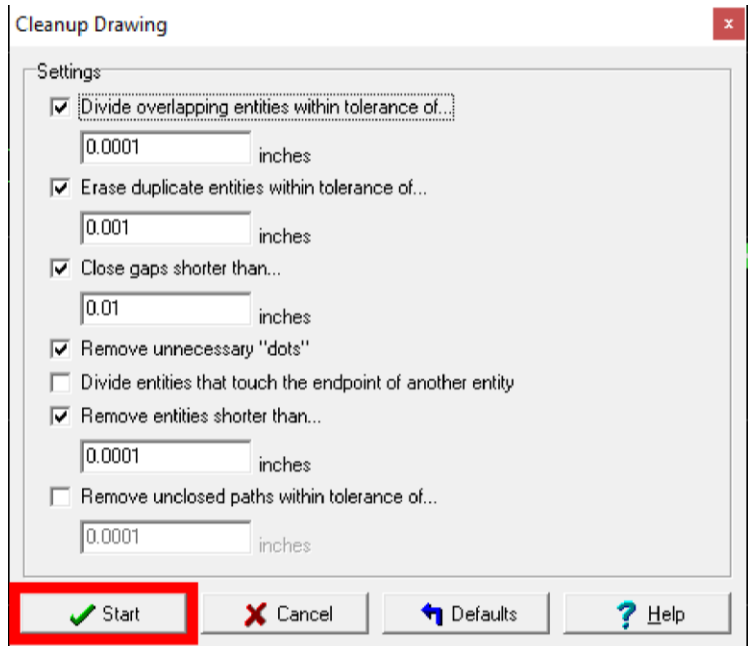 Cleanup Drawing
x
Settings
Divide overlapping entities within tolerance of...
0.0001 inches
Erase duplicate entities within tolerance of...
0.001 inches
Close gaps shorter than...
0.01 inches
Remove unnecessary "dots"
Divide entities that touch the endpoint of another entity
Remove entities shorter than...
0.0001 inches
Remove unclosed paths within tolerance of...
0.0001 inches
Start Cancel Defaults ? Help